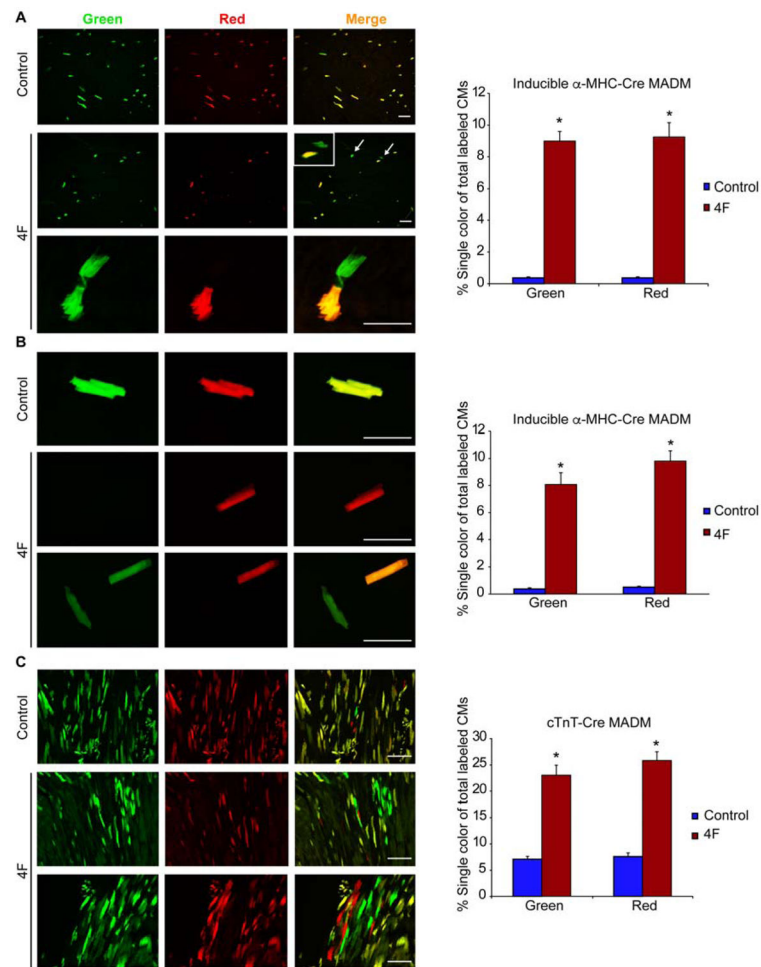 A
Green Red Merge
Control
4F
Inducible α-MHC-Cre MADM
% Single color of total labeled CMs
12
10
8
6
4
2
0
*
*
Control
4F
Green Red
B
Control
4F
Inducible α-MHC-Cre MADM
% Single color of total labeled CMs
12
10
8
6
4
2
0
*
*
Control
4F
Green Red
C
Control
4F
cTnT-Cre MADM
% Single color of total labeled CMs
30
25
20
15
10
5
0
*
*
Control
4F
Green Red